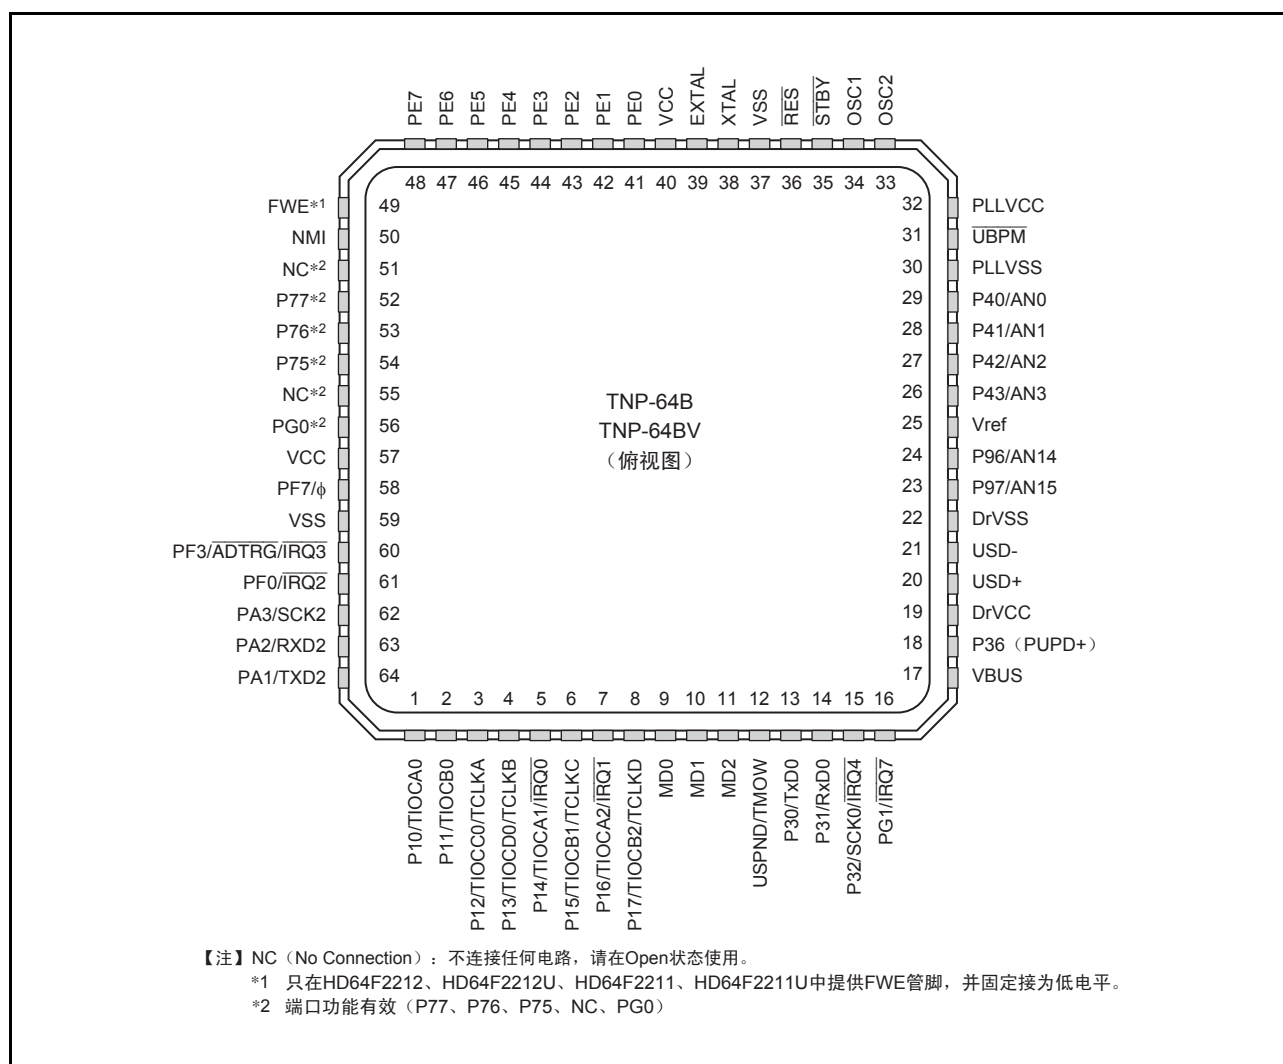 PE7
PE6
PE5
PE4
PE3
PE2
PE1
PE0
VCC
EXTAL
XTAL
VSS
RES
STBY
OSC1
OSC2
48 47 46 45 44 43 42 41 40 39 38 37 36 35 34 33
FWE*1 49
NMI 50
NC*2 51
P77*2 52
P76*2 53
P75*2 54
NC*2 55
PG0*2 56
VCC 57
PF7/ϕ 58
VSS 59
PF3/ADTRG/IRQ3 60
PF0/IRQ2 61
PA3/SCK2 62
PA2/RXD2 63
PA1/TXD2 64
TNP-64B
TNP-64BV
（俯视图）
32 PLLVCC
31 UBPM
30 PLLVSS
29 P40/AN0
28 P41/AN1
27 P42/AN2
26 P43/AN3
25 Vref
24 P96/AN14
23 P97/AN15
22 DrVSS
21 USD-
20 USD+
19 DrVCC
18 P36（PUPD+）
17 VBUS
1 2 3 4 5 6 7 8 9 10 11 12 13 14 15 16
P10/TIOCA0
P11/TIOCB0
P12/TIOCC0/TCLKA
P13/TIOCD0/TCLKB
P14/TIOCA1/IRQ0
P15/TIOCB1/TCLKC
P16/TIOCA2/IRQ1
P17/TIOCB2/TCLKD
MD0
MD1
MD2
USPND/TMOW
P30/TxD0
P31/RxD0
P32/SCK0/IRQ4
PG1/IRQ7
【注】NC（No Connection）：不连接任何电路，请在Open状态使用。
*1 只在HD64F2212、HD64F2212U、HD64F2211、HD64F2211U中提供FWE管脚，并固定接为低电平。
*2 端口功能有效（P77、P76、P75、NC、PG0）